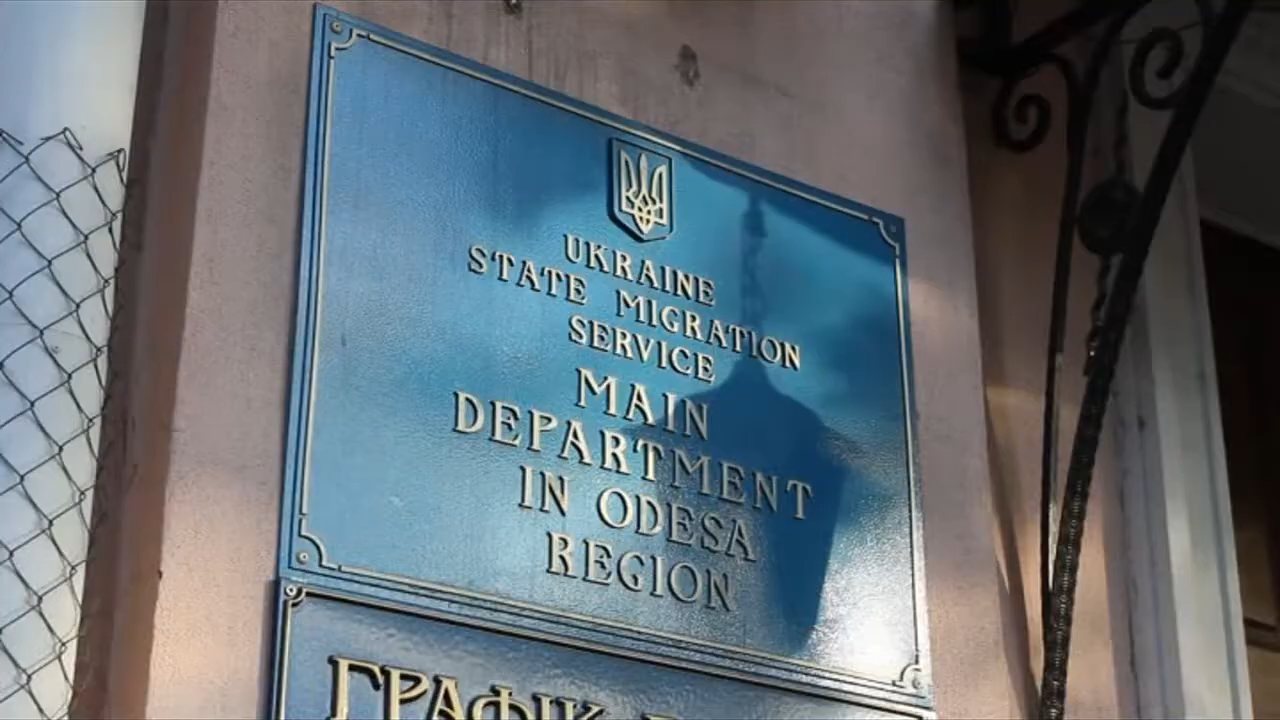 UKRAINE
STATE MIGRATION
SERVICE
MAIN
DEPARTMENT
IN ODESA
REGION
ГРАФІК